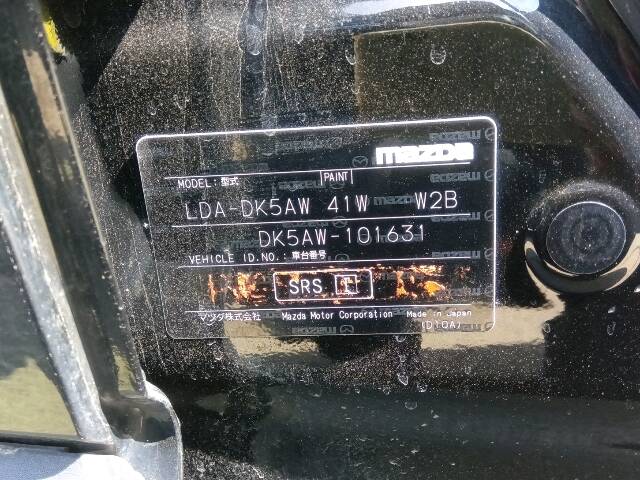 mazda
MODEL: 型式 PAINT
LDA-DK5AW 41W W2B
DK5AW-101631
VEHICLE ID.NO.: 車台番号
SRS I
マツダ株式会社 Mazda Motor Corporation Made in Japan
(D10A)